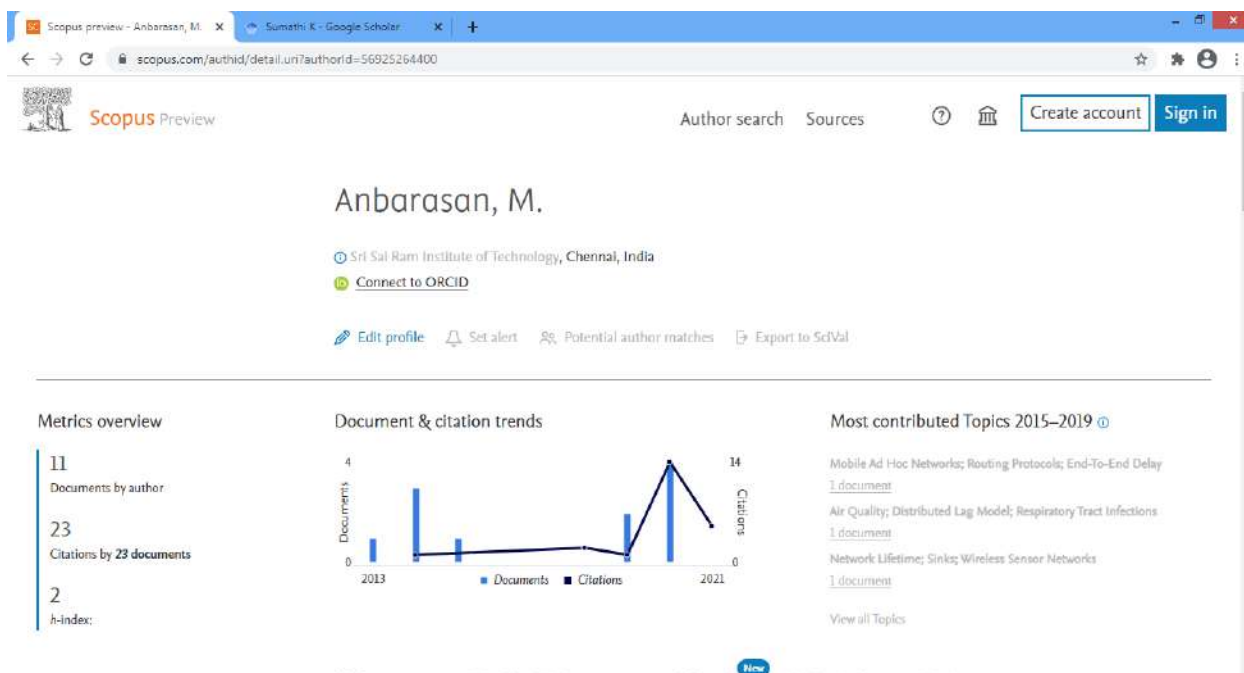 Scopus preview - Anbarasan, M.
Sumathi K - Google Scholar
scopus.com/authid/detail.uri?authorId=56925264400
Scopus Preview
Author search Sources
Create account
Sign in
Anbarasan, M.
Sri Sai Ram Institute of Technology, Chennai, India
Connect to ORCID
Edit profile Set alert Potential author matches Export to SciVal
Metrics overview
11
Documents by author
23
Citations by 23 documents
2
h-index:
Document & citation trends
4
14
Documents
Citations
0
0
2013
Documents Citations
2021
Most contributed Topics 2015–2019
Mobile Ad Hoc Networks; Routing Protocols; End-To-End Delay
1 document
Air Quality; Distributed Lag Model; Respiratory Tract Infections
1 document
Network Lifetime; Sinks; Wireless Sensor Networks
1 document
View all Topics
New